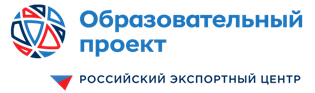 Образовательный
проект
РОССИЙСКИЙ ЭКСПОРТНЫЙ ЦЕНТР